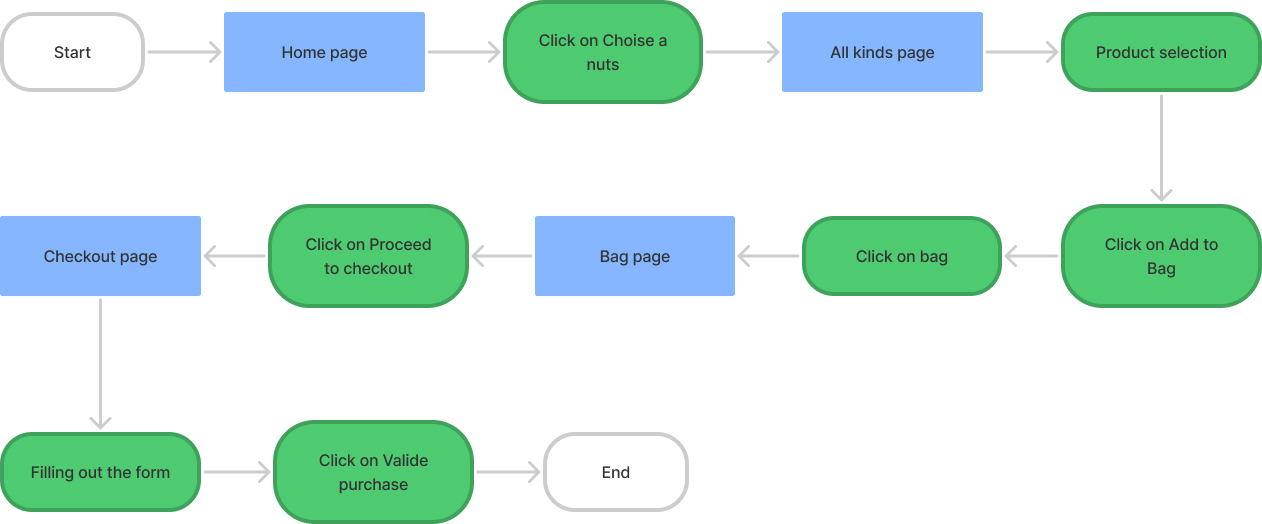 Start
Home page
Click on Choise a
nuts
All kinds page
Product selection
Click on Add to
Bag
Click on bag
Bag page
Click on Proceed
to checkout
Checkout page
Filling out the form
Click on Valide
purchase
End